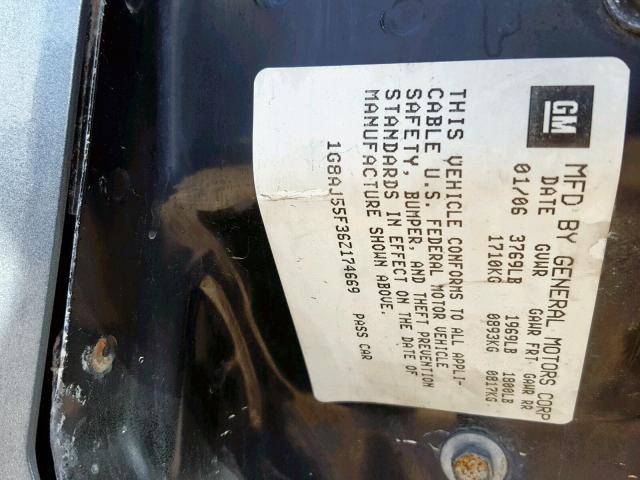 GM
MFD BY GENERAL MOTORS CORP
DATE GVWR GAWR FRT GAWR RR
01/06 3769LB 1969LB 1800LB
1710KG 0893KG 0817KG
THIS VEHICLE CONFORMS TO ALL APPLI-
CABLE U.S. FEDERAL MOTOR VEHICLE
SAFETY, BUMPER, AND THEFT PREVENTION
STANDARDS IN EFFECT ON THE DATE OF
MANUFACTURE SHOWN ABOVE.
1G8AJ55F36Z174669 PASS CAR